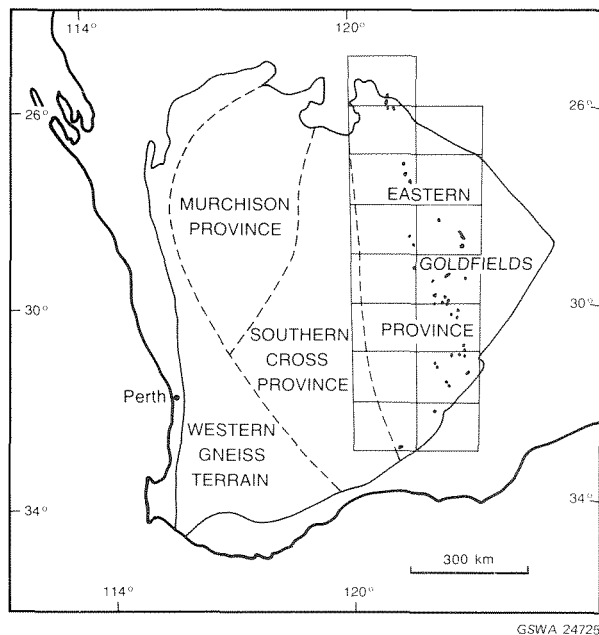 114°
120°
26°
26°
MURCHISON
PROVINCE
EASTERN
GOLDFIELDS
PROVINCE
30°
30°
SOUTHERN
CROSS
PROVINCE
Perth
WESTERN
GNEISS
TERRAIN
34°
34°
300 km
114°
120°
GSWA 24725